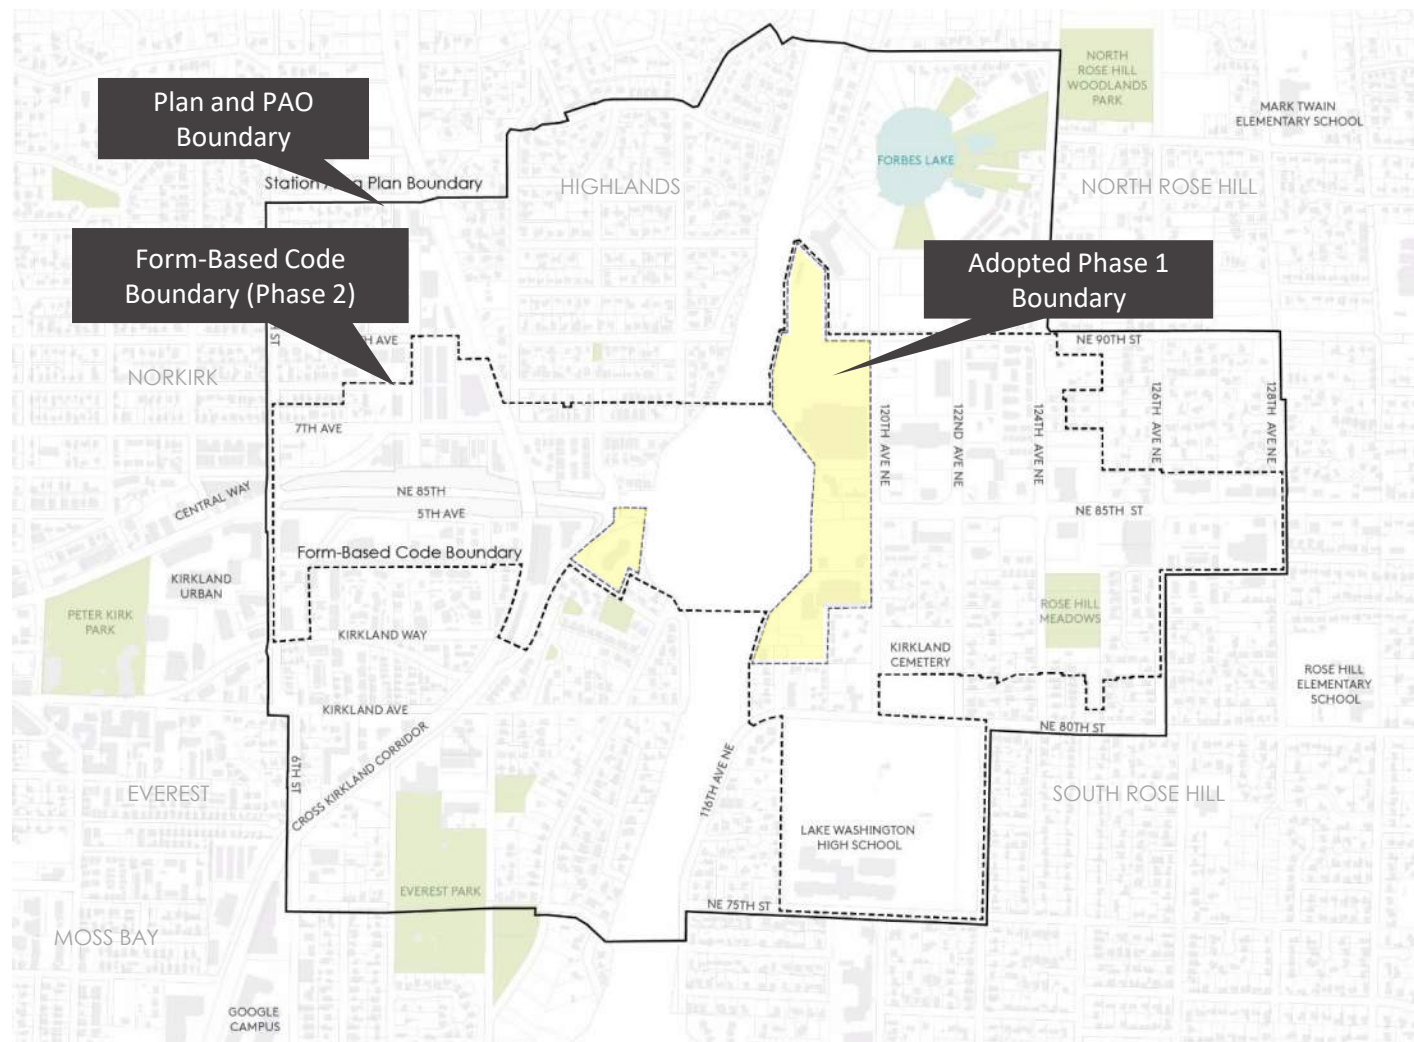 NORTH
ROSE HILL
WOODLANDS
PARK
Plan and PAO
Boundary
MARK TWAIN
ELEMENTARY SCHOOL
FORBES LAKE
Station Plan Boundary
HIGHLANDS
NORTH ROSE HILL
Form-Based Code
Boundary (Phase 2)
Adopted Phase 1
Boundary
ST
AVE
NE 90TH ST
NORKIRK
7TH AVE
120TH AVE NE
122ND AVE NE
124TH AVE NE
126TH AVE NE
128TH AVE NE
CENTRAL WAY
NE 85TH
5TH AVE
NE 85TH ST
Form-Based Code Boundary
KIRKLAND
URBAN
PETER KIRK
PARK
ROSE HILL
MEADOWS
KIRKLAND WAY
KIRKLAND
CEMETERY
ROSE HILL
ELEMENTARY
SCHOOL
KIRKLAND AVE
NE 80TH ST
CROSS KIRKLAND CORRIDOR
6TH ST
116TH AVE NE
EVEREST
SOUTH ROSE HILL
LAKE WASHINGTON
HIGH SCHOOL
EVEREST PARK
NE 75TH ST
MOSS BAY
GOOGLE
CAMPUS